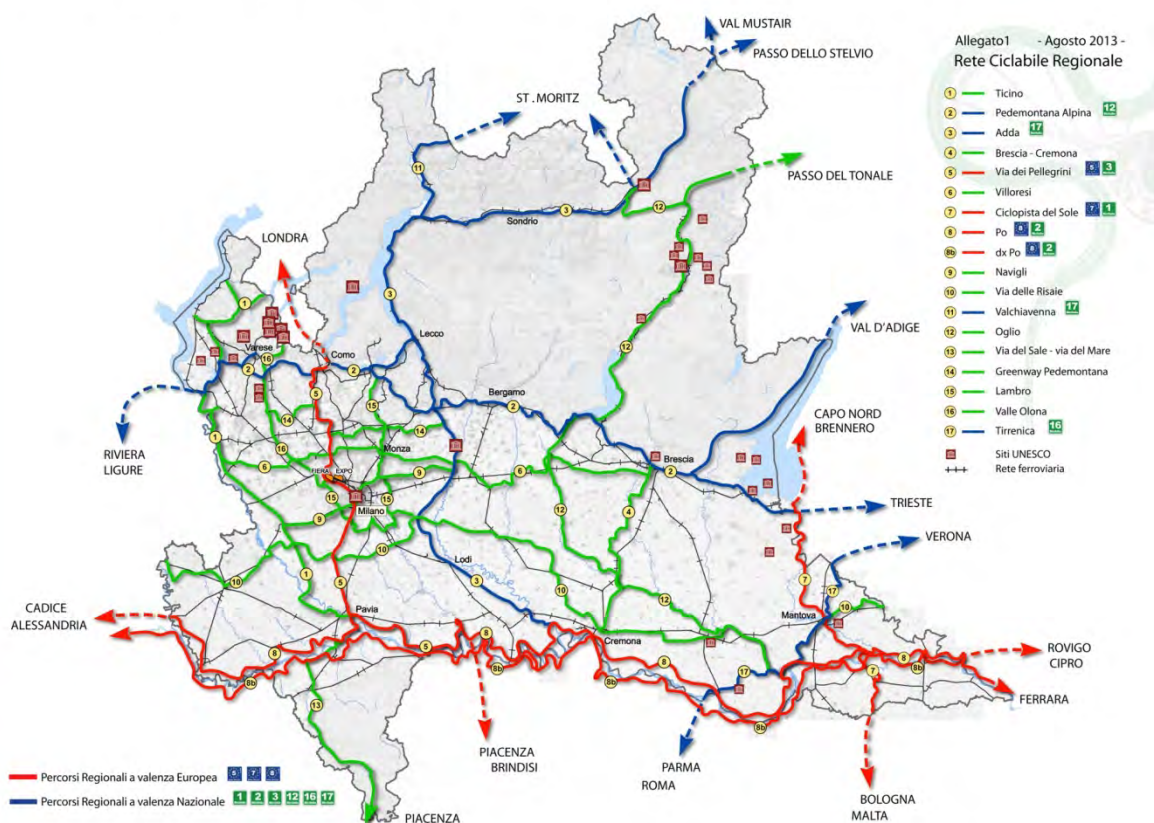 VAL MUSTAIR
PASSO DELLO STELVIO
ST. MORITZ
PASSO DEL TONALE
LONDRA
VAL D'ADIGE
CAPO NORD
BRENNERO
RIVIERA
LIGURE
TRIESTE
VERONA
CADICE
ALESSANDRIA
ROVIGO
CIPRO
FERRARA
PIACENZA
BRINDISI
PARMA
ROMA
BOLOGNA
MALTA
PIACENZA
Sondrio
Lecco
Como
Varese
Bergamo
Monza
FIERA
EXPO
Milano
Brescia
Lodi
Pavia
Cremona
Mantova
Allegato1 - Agosto 2013 -
Rete Ciclabile Regionale
1 Ticino
2 Pedemontana Alpina 12
3 Adda 17
4 Brescia - Cremona
5 Via dei Pellegrini 5 3
6 Villoresi
7 Ciclopista del Sole 7 1
8 Po 8 2
8b dx Po 8 2
9 Navigli
10 Via delle Risaie
11 Valchiavenna 17
12 Oglio
13 Via del Sale - via del Mare
14 Greenway Pedemontana
15 Lambro
16 Valle Olona
17 Tirrenica 16
Siti UNESCO
Rete ferroviaria
Percorsi Regionali a valenza Europea 5 7 8
Percorsi Regionali a valenza Nazionale 1 2 3 12 16 17